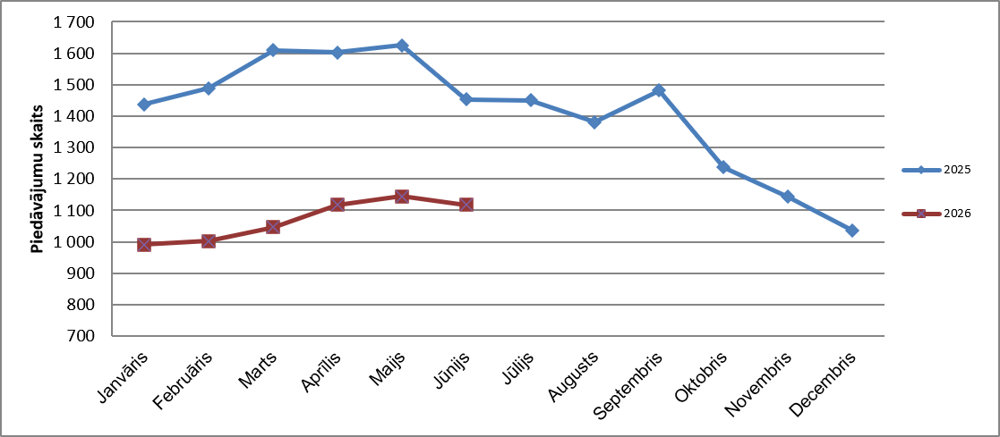 Piedāvājumu skaits
1 700
1 600
1 500
1 400
1 300
1 200
1 100
1 000
900
800
700
Janvāris
Februāris
Marts
Aprīlis
Maijs
Jūnijs
Jūlijs
Augusts
Septembris
Oktobris
Novembris
Decembris
2025
2026